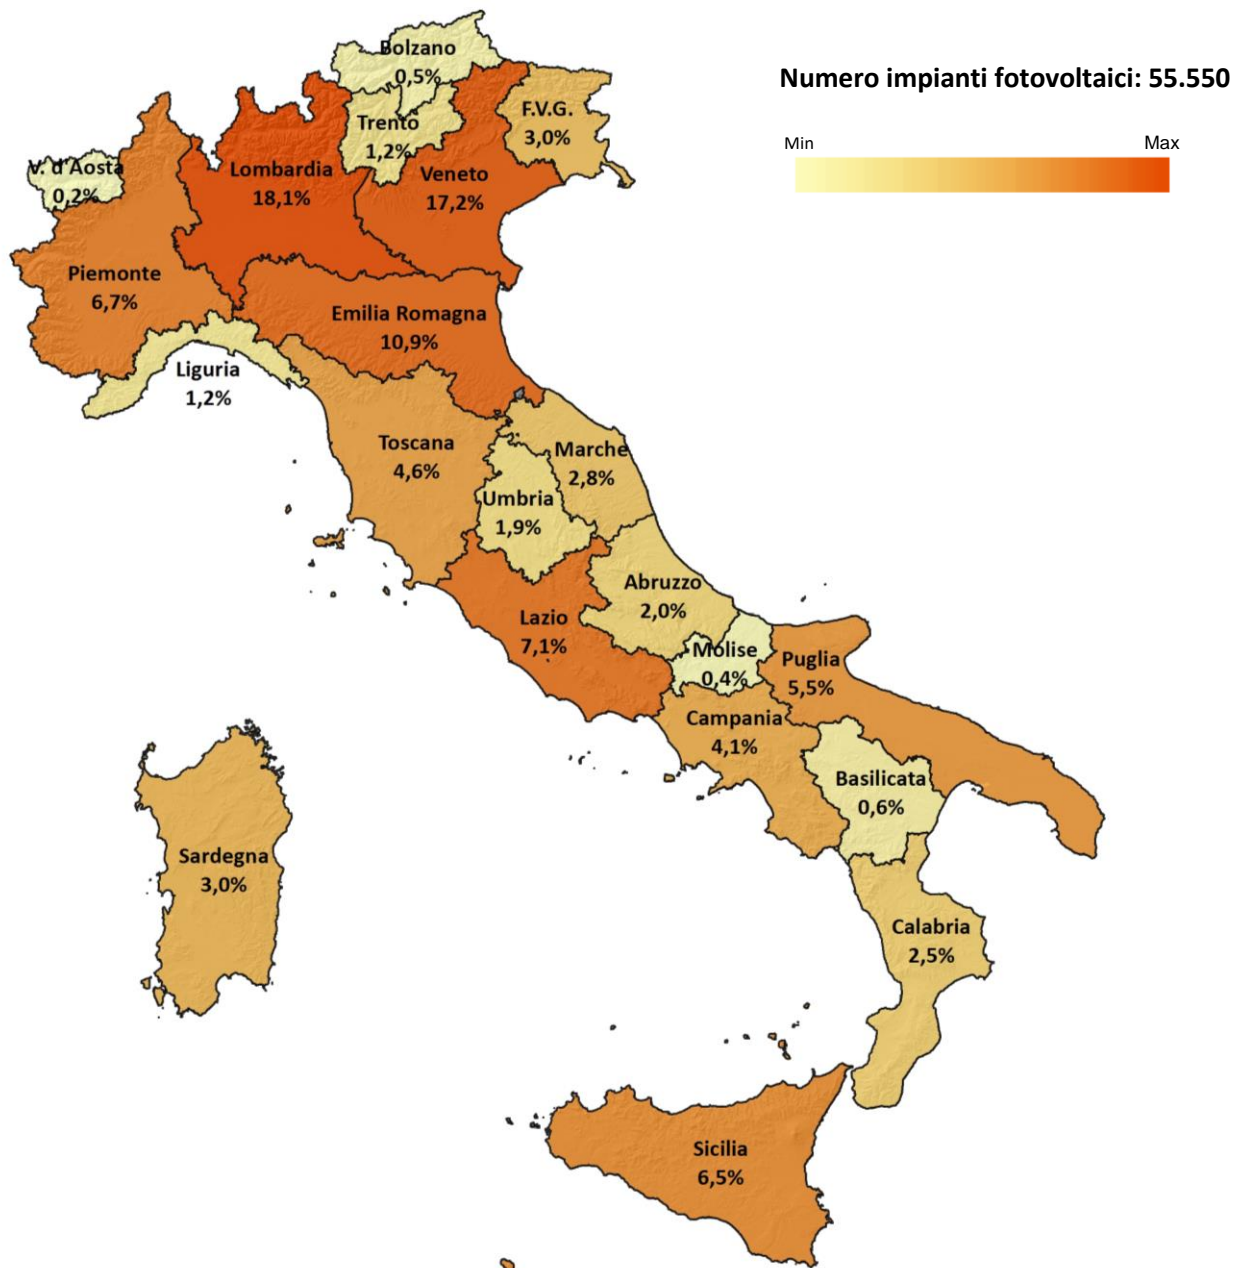 Numero impianti fotovoltaici: 55.550
Min
Max
Bolzano
0,5%
Trento
1,2%
F.V.G.
3,0%
V. d'Aosta
0,2%
Lombardia
18,1%
Veneto
17,2%
Piemonte
6,7%
Emilia Romagna
10,9%
Liguria
1,2%
Toscana
4,6%
Marche
2,8%
Umbria
1,9%
Abruzzo
2,0%
Lazio
7,1%
Molise
0,4%
Puglia
5,5%
Campania
4,1%
Basilicata
0,6%
Sardegna
3,0%
Calabria
2,5%
Sicilia
6,5%